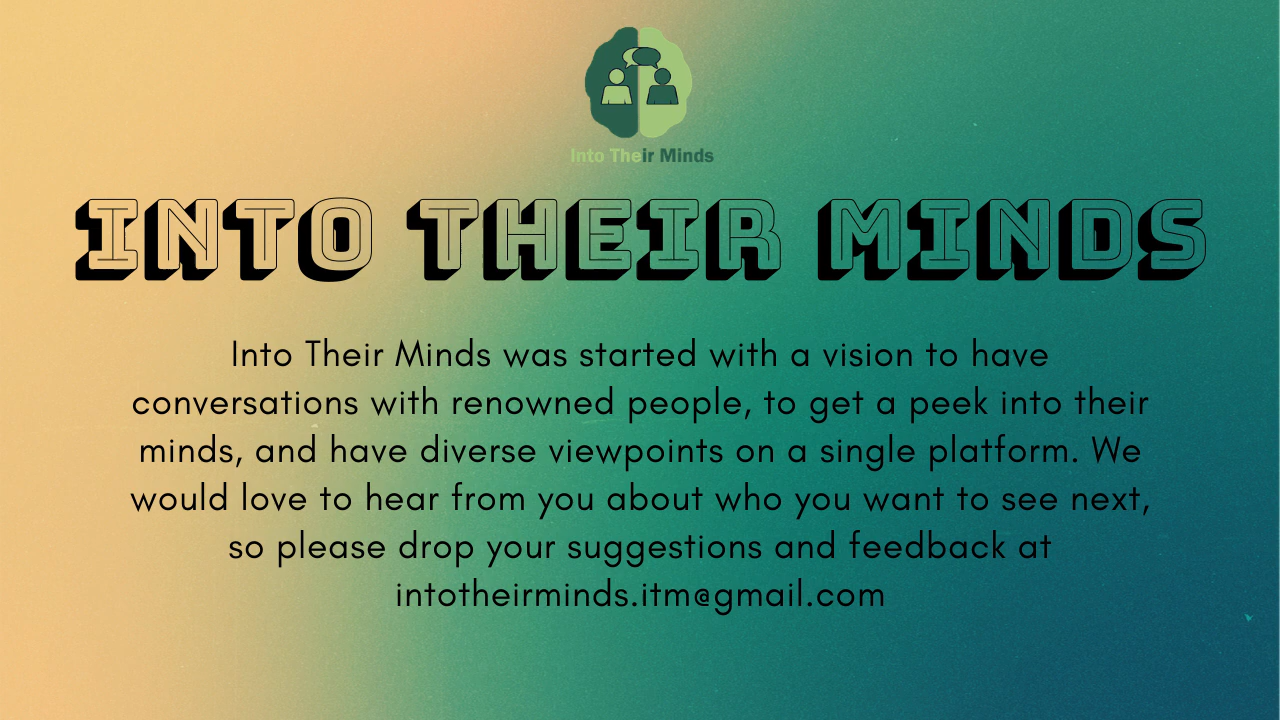 Into Their Minds
INTO THEIR MINDS
Into Their Minds was started with a vision to have
conversations with renowned people, to get a peek into their
minds, and have diverse viewpoints on a single platform. We
would love to hear from you about who you want to see next,
so please drop your suggestions and feedback at
intotheirminds.itm@gmail.com